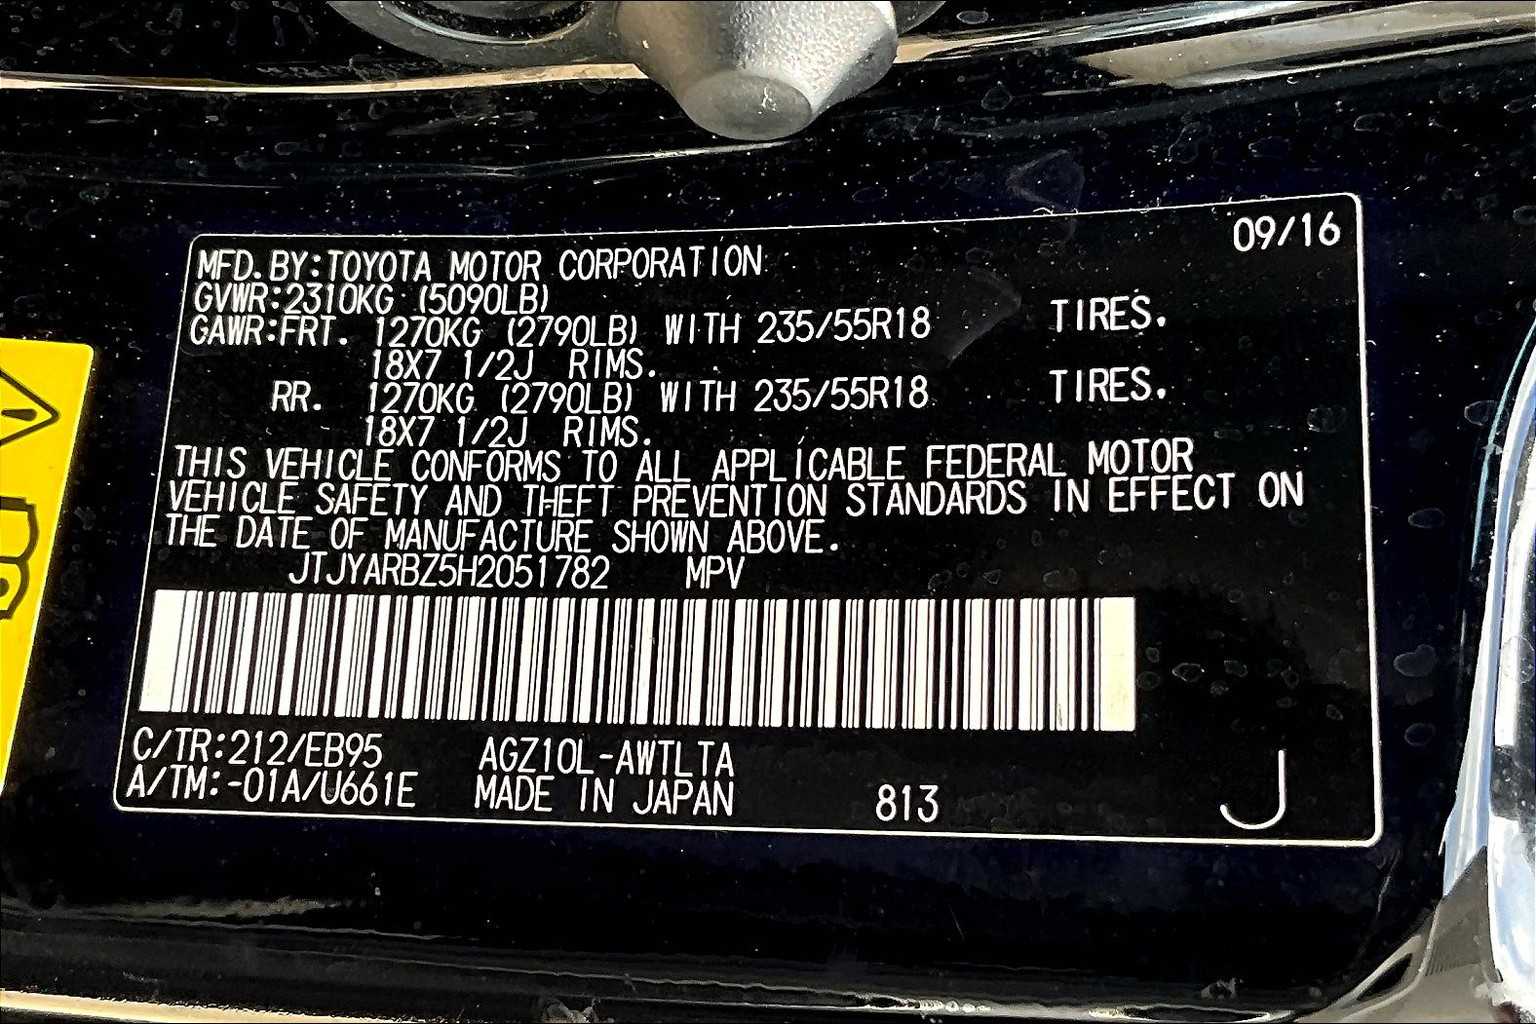 09/16
MFD. BY: TOYOTA MOTOR CORPORATION
GVWR:2310KG (5090LB)
GAWR:FRT. 1270KG (2790LB) WITH 235/55R18 TIRES.
18X7 1/2J RIMS.
RR. 1270KG (2790LB) WITH 235/55R18 TIRES.
18X7 1/2J RIMS.
THIS VEHICLE CONFORMS TO ALL APPLICABLE FEDERAL MOTOR
VEHICLE SAFETY AND THEFT PREVENTION STANDARDS IN EFFECT ON
THE DATE OF MANUFACTURE SHOWN ABOVE.
JTJYARBZ5H2051782 MPV
C/TR:212/EB95 AGZ10L-AWTLTA
A/TM:-01A/U661E MADE IN JAPAN 813 J